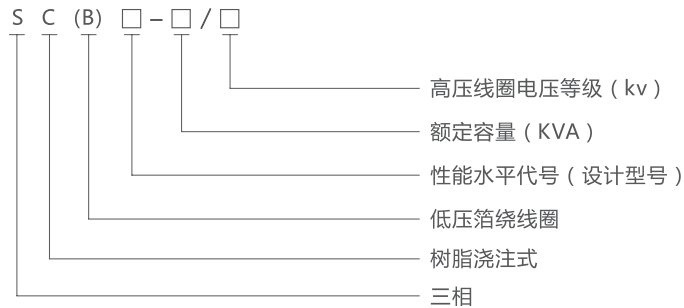 S C (B) □ – □ / □
高压线圈电压等级（kv）
额定容量（KVA）
性能水平代号（设计型号）
低压箔绕线圈
树脂浇注式
三相